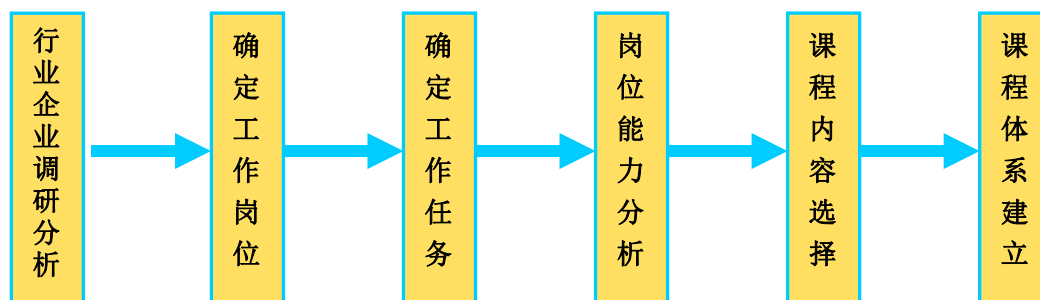 行业企业调研分析
确定工作岗位
确定工作任务
岗位能力分析
课程内容选择
课程体系建立